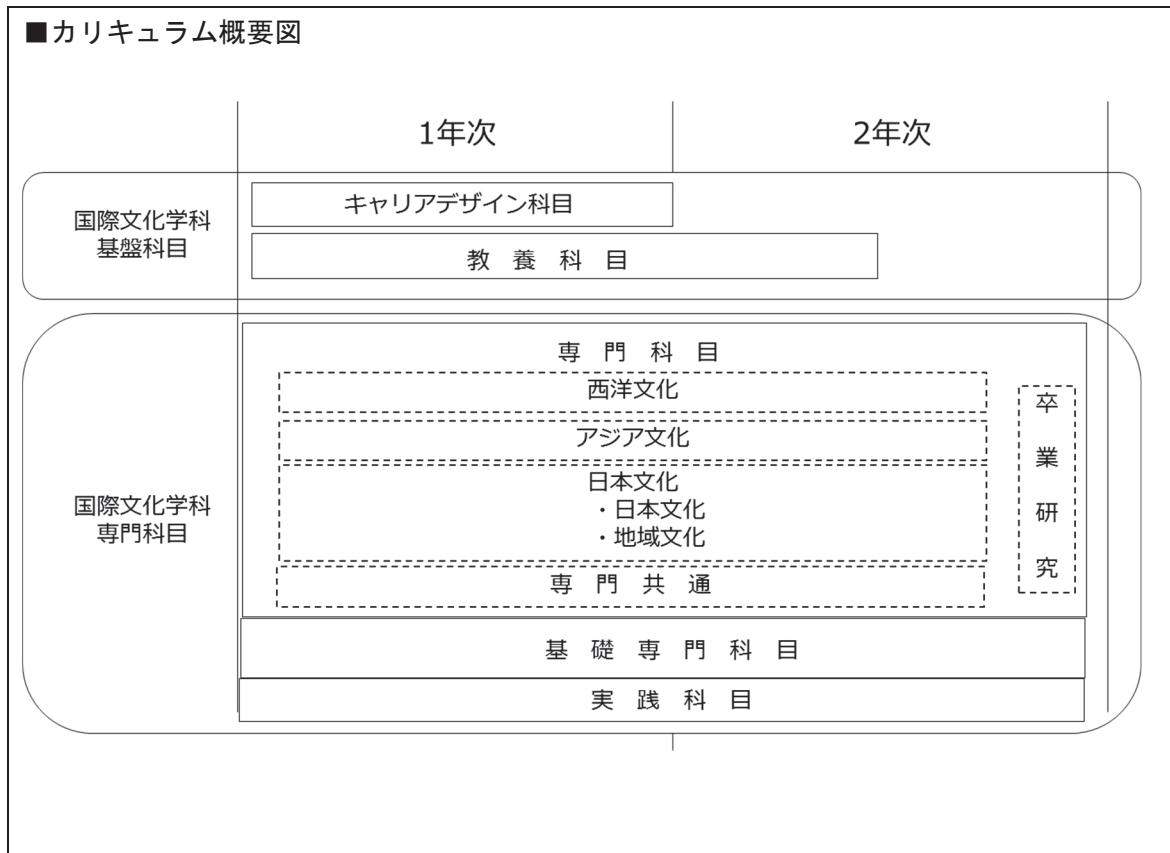 ■カリキュラム概要図
1年次
2年次
国際文化学科
基盤科目
キャリアデザイン科目
教養科目
国際文化学科
専門科目
専門科目
西洋文化
アジア文化
日本文化
・日本文化
・地域文化
専門共通
卒業研究
基礎専門科目
実践科目